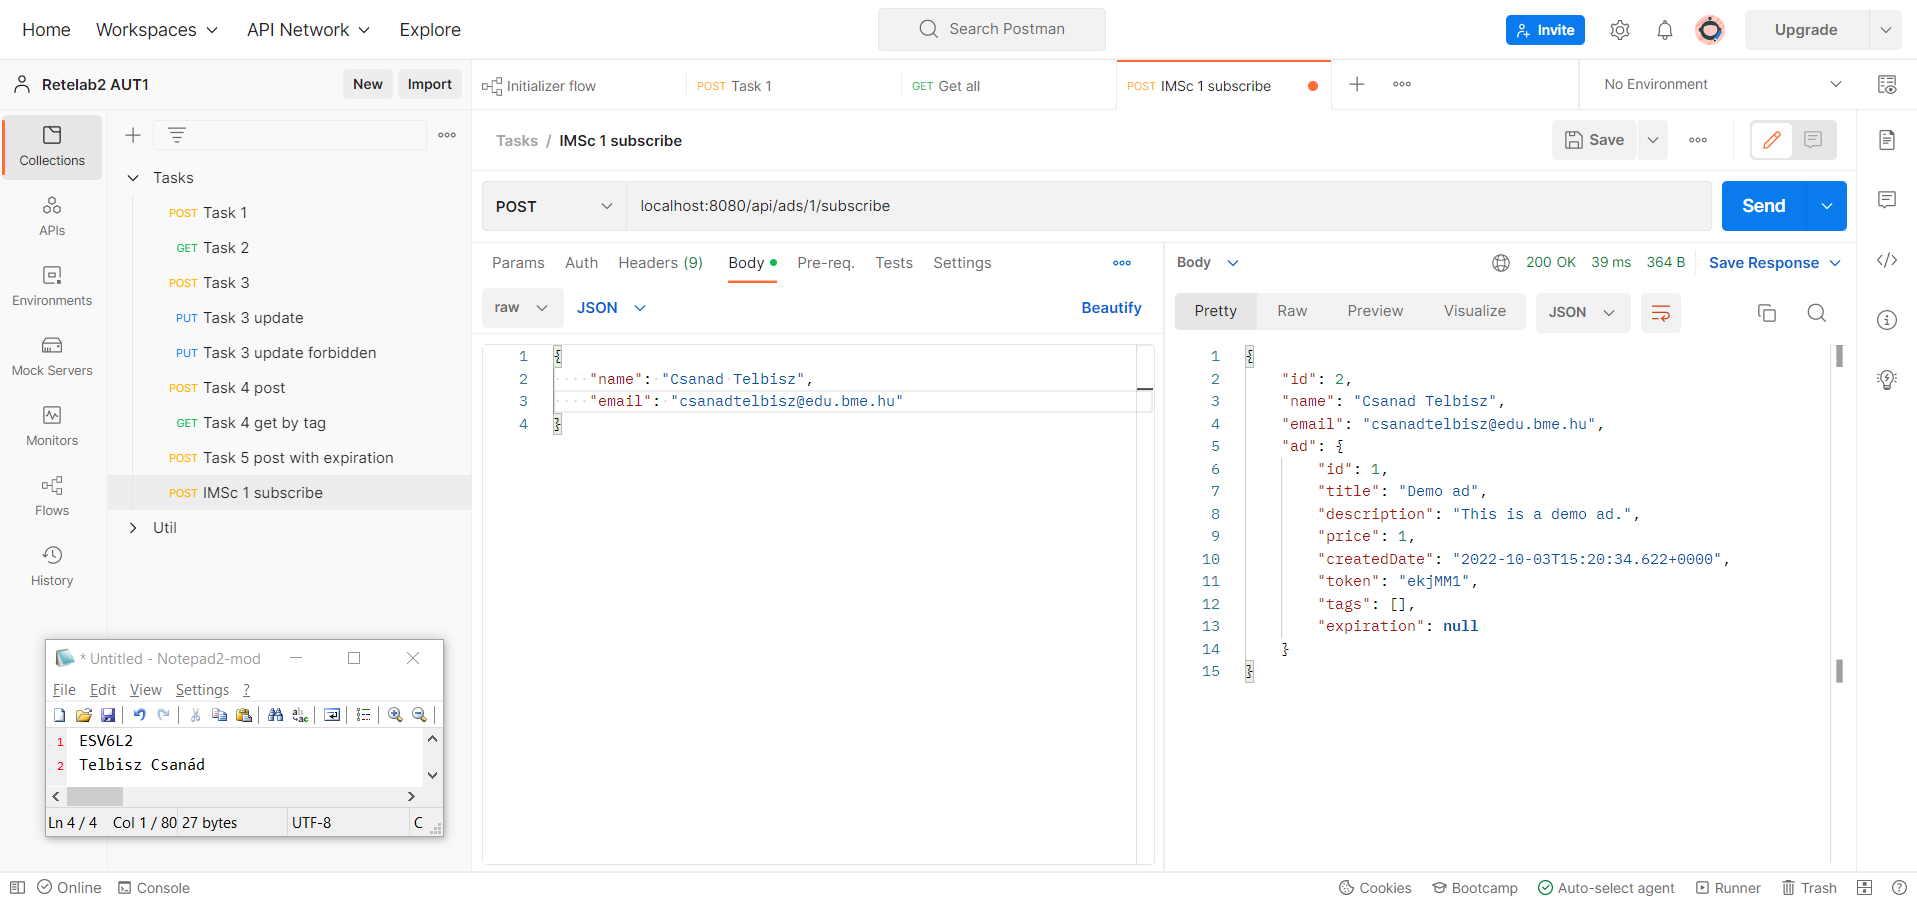 Home Workspaces API Network Explore Search Postman Invite Upgrade
Retelab2 AUT1 New Import
Initializer flow POST Task 1 GET Get all POST IMSc 1 subscribe No Environment
Collections
APIs
Environments
Mock Servers
Monitors
Flows
History
Tasks
POST Task 1
GET Task 2
POST Task 3
PUT Task 3 update
PUT Task 3 update forbidden
POST Task 4 post
GET Task 4 get by tag
POST Task 5 post with expiration
POST IMSc 1 subscribe
Util
Tasks / IMSc 1 subscribe Save
POST localhost:8080/api/ads/1/subscribe Send
Params Auth Headers (9) Body Pre-req. Tests Settings
raw JSON Beautify
1 {
2 "name": "Csanad Telbisz",
3 "email": "csanadtelbisz@edu.bme.hu"
4 }
Body 200 OK 39 ms 364 B Save Response
Pretty Raw Preview Visualize JSON
1 {
2 "id": 2,
3 "name": "Csanad Telbisz",
4 "email": "csanadtelbisz@edu.bme.hu",
5 "ad": {
6 "id": 1,
7 "title": "Demo ad",
8 "description": "This is a demo ad.",
9 "price": 1,
10 "createdDate": "2022-10-03T15:20:34.622+0000",
11 "token": "ekjMM1",
12 "tags": [],
13 "expiration": null
14 }
15 }
* Untitled - Notepad2-mod
File Edit View Settings ?
1 ESV6L2
2 Telbisz Csanád
Ln 4 / 4 Col 1 / 80 27 bytes UTF-8 C
Online Console Cookies Bootcamp Auto-select agent Runner Trash